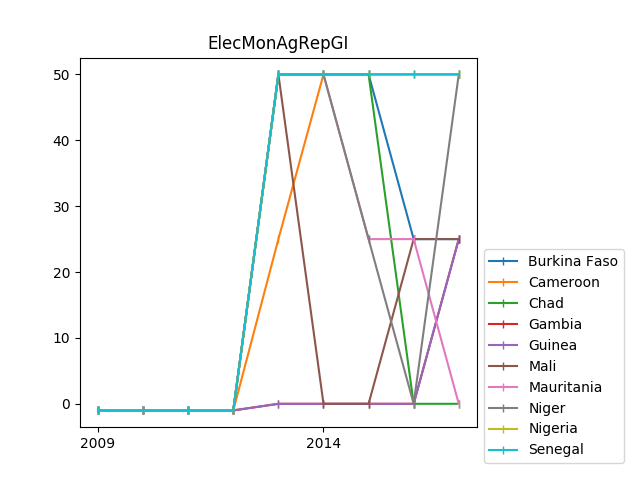 ElecMonAgRepGI
50
40
30
20
10
0
2009 2014
Burkina Faso
Cameroon
Chad
Gambia
Guinea
Mali
Mauritania
Niger
Nigeria
Senegal